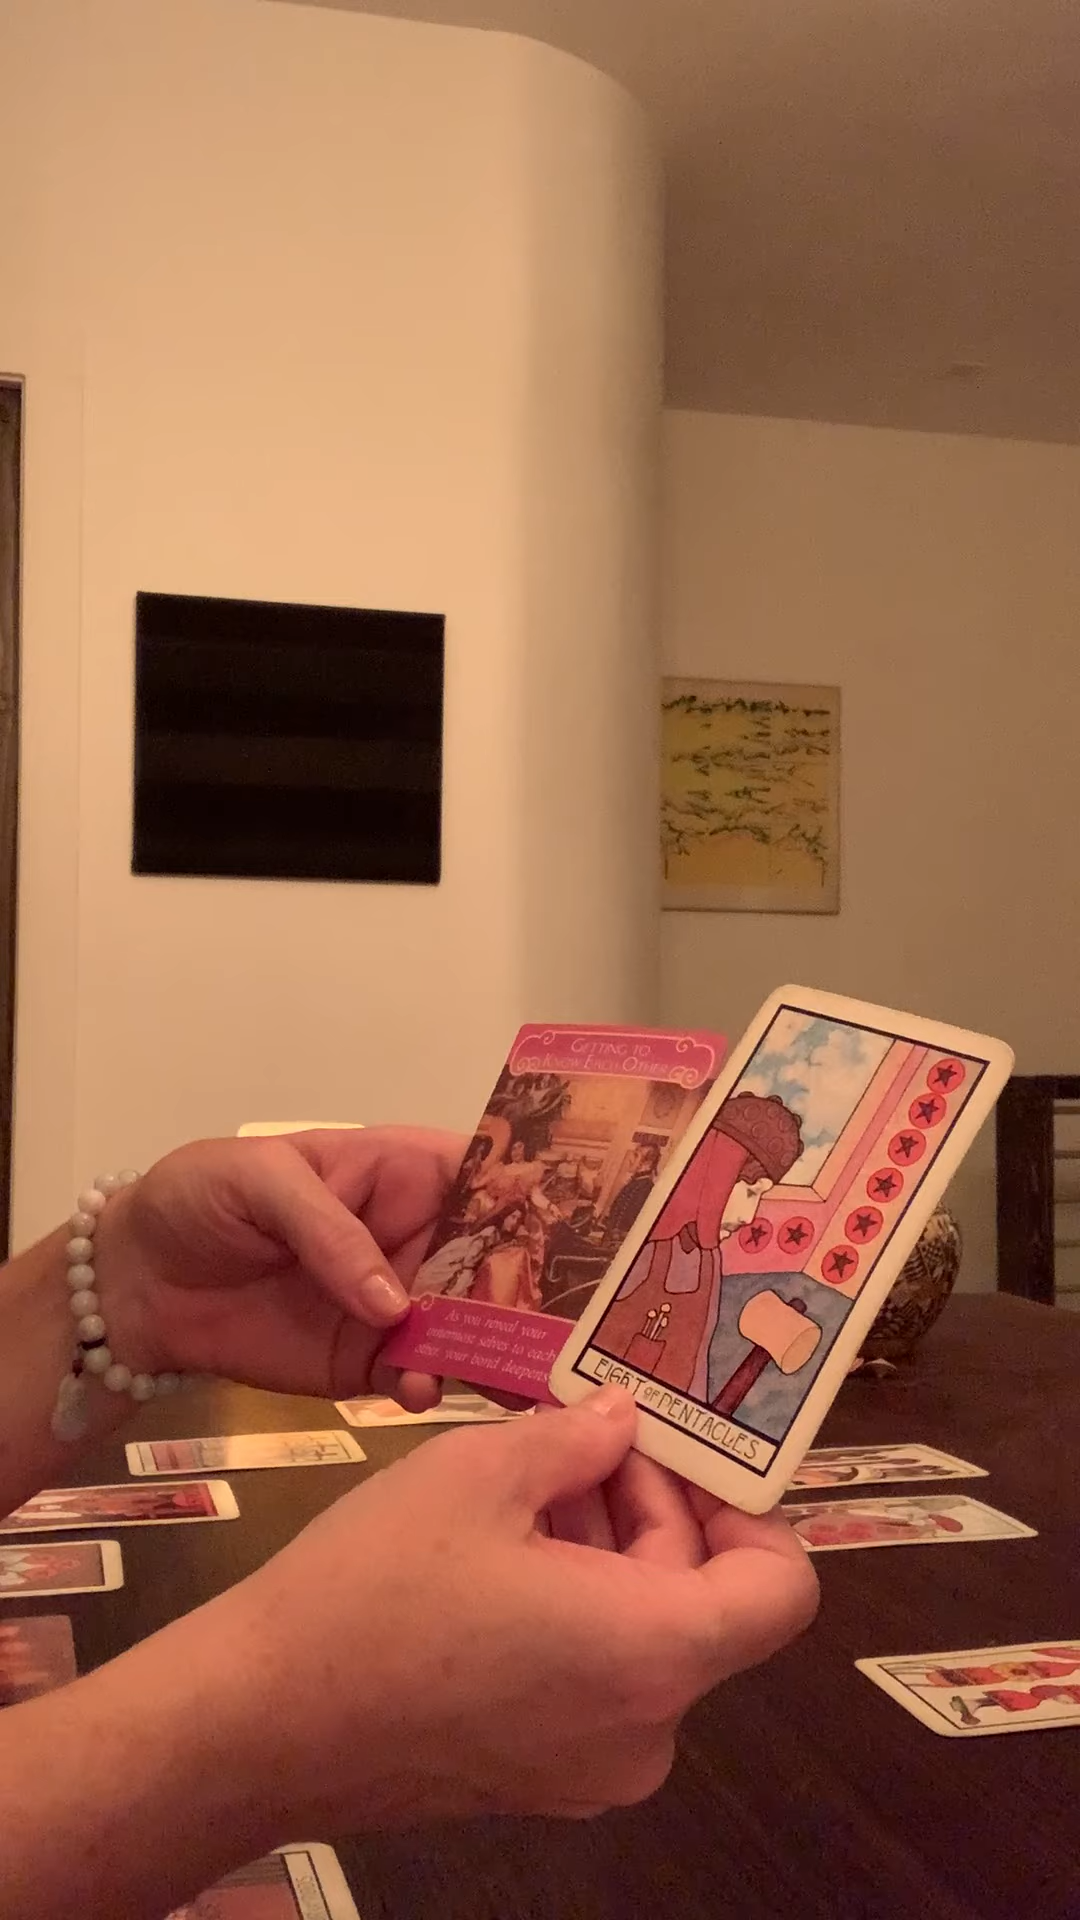 GETTING TO
KNOW EACH OTHER
As you reveal your
innermost selves to each
other, your bond deepens
EIGHT OF PENTACLES